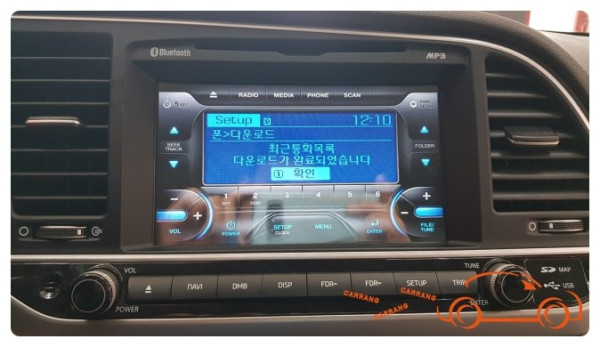 Bluetooth
MP3
RADIO MEDIA PHONE SCAN
Setup 12:10
폰>다운로드
최근통화목록
다운로드가 완료되었습니다
① 확인
SEEK
TRACK
FOLDER
1 2 3 4 5 6
RPT RDM
VOL
POWER
SETUP
CLOCK
MENU
ENTER
FILE/
TUNE
VOL
POWER
NAVI DMB DISP SETUP TRIP
TUNE
ENTER
MAP
USB
CARRANG
CARRANG
CARRANG